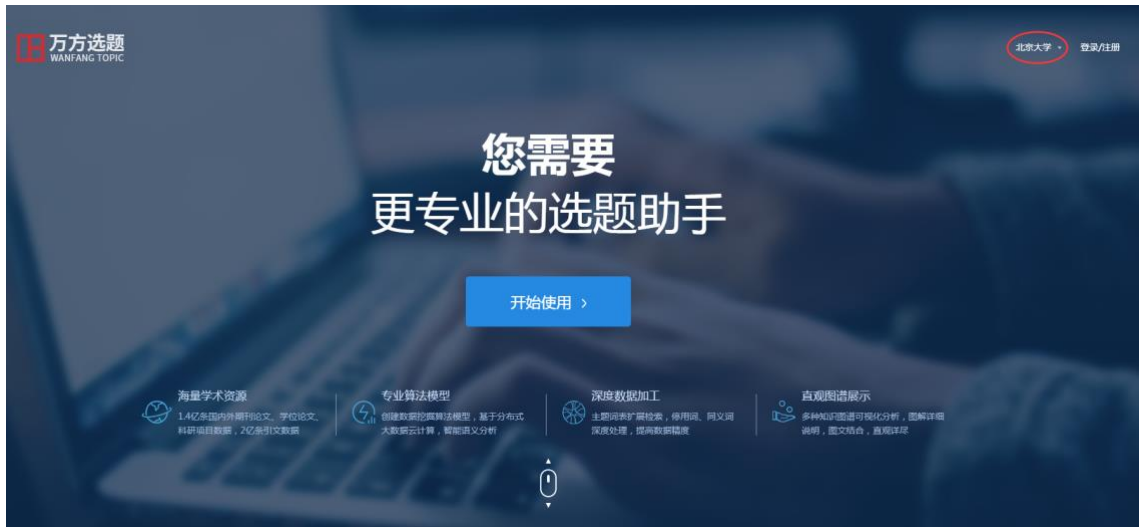 万方选题
WANFANG TOPIC
北京大学
登录/注册
您需要
更专业的选题助手
开始使用 >
海量学术资源
1.4亿条国内外期刊论文、学位论文、
科研项目数据，2亿条引文数据
专业算法模型
创建数据挖掘算法模型，基于分布式
大数据云计算，智能语义分析
深度数据加工
主题词表扩展检索，停用词、同义词
深度处理，提高数据精度
直观图谱展示
多种知识图谱可视化分析，图解详细
说明，图文结合，直观详尽